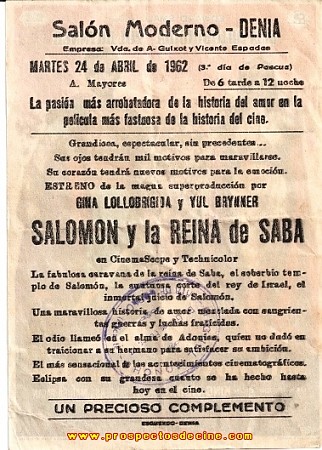 Salón Moderno - DENIA
Empresa: Vda. de A. Guixot y Vicente Espadas
MARTES 24 de ABRIL de 1962 (3.º día de Pascua)
A. Mayores De 6 tarde a 12 noche
La pasión más arrobatadora de la historia del amor en la
película más fastuosa de la historia del cine.
Grandiosa, espectacular, sin precedentes...
Sus ojos tendrán mil motivos para maravillarse.
Su corazón tendrá nuevos motivos para la emoción.
ESTRENO de la magna superproducción por
GINA LOLLOBRIGIDA y YUL BRYNNER
SALOMON y la REINA de SABA
en CinemaScope y Technicolor
La fabulosa caravana de la reina de Saba, el soberbio tem-
plo de Salomón, la suntuosa corte del rey de Israel, el
inmortal juicio de Salomón.
Una maravillosa historia de amor mezclada con sangrien-
tas guerras y luchas fraticidas.
El odio llameó en el alma de Adonías, quien no dudó en
traicionar a su hermano para satisfacer su ambición.
El más sensacional de los acontecimientos cinematográficos.
Eclipsa con su grandeza cuanto se ha hecho hasta
hoy en el cine.
UN PRECIOSO COMPLEMENTO
www.prospectosdecine.com